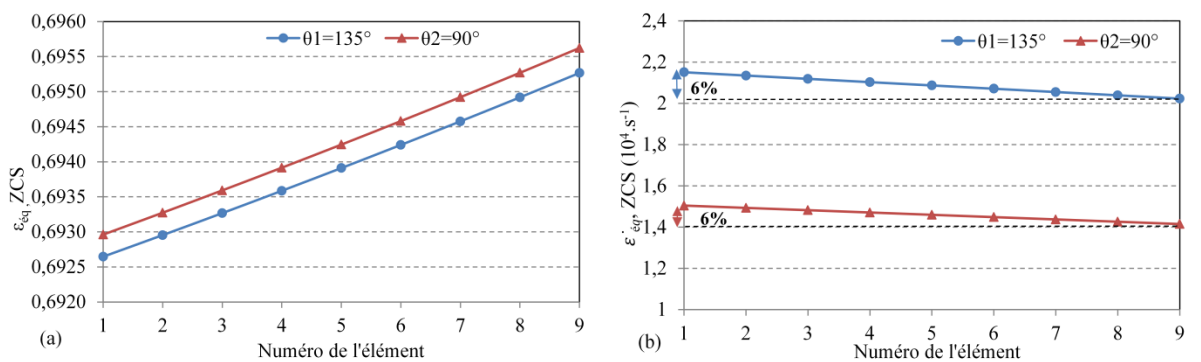 0,6960
0,6955
0,6950
0,6945
0,6940
0,6935
0,6930
0,6925
0,6920
εéq, ZCS
θ1=135° θ2=90°
1 2 3 4 5 6 7 8 9
Numéro de l'élément
(a)
2,4
2,2
2
1,8
1,6
1,4
1,2
1
ε˙éq, ZCS (10⁴.s⁻¹)
θ1=135° θ2=90°
6%
6%
1 2 3 4 5 6 7 8 9
Numéro de l'élément
(b)